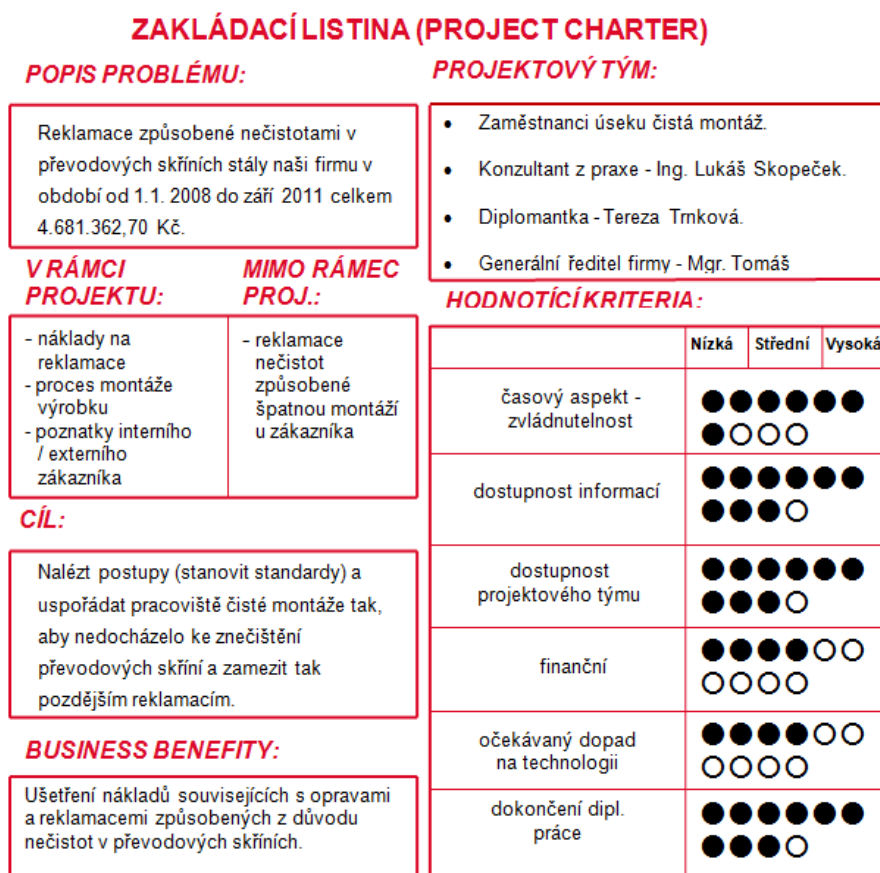 ZAKLÁDACÍ LISTINA (PROJECT CHARTER)
POPIS PROBLÉMU:
Reklamace způsobené nečistotami v
převodových skříních stály naši firmu v
období od 1.1. 2008 do září 2011 celkem
4.681.362,70 Kč.
V RÁMCI
PROJEKTU:
- náklady na
reklamace
- proces montáže
výrobku
- poznatky interního
/ externího
zákazníka
MIMO RÁMEC
PROJ.:
- reklamace
nečistot
způsobené
špatnou montáží
u zákazníka
CÍL:
Nalézt postupy (stanovit standardy) a
uspořádat pracoviště čisté montáže tak,
aby nedocházelo ke znečištění
převodových skříní a zamezit tak
pozdějším reklamacím.
BUSINESS BENEFITY:
Ušetření nákladů souvisejících s opravami
a reklamacemi způsobených z důvodu
nečistot v převodových skříních.
PROJEKTOVÝ TÝM:
• Zaměstnanci úseku čistá montáž.
• Konzultant z praxe - Ing. Lukáš Skopeček.
• Diplomantka - Tereza Trnková.
• Generální ředitel firmy - Mgr. Tomáš
HODNOTÍCÍ KRITERIA:
Nízká Střední Vysoká
časový aspekt -
zvládnutelnost
dostupnost informací
dostupnost
projektového týmu
finanční
očekávaný dopad
na technologii
dokončení dipl.
práce